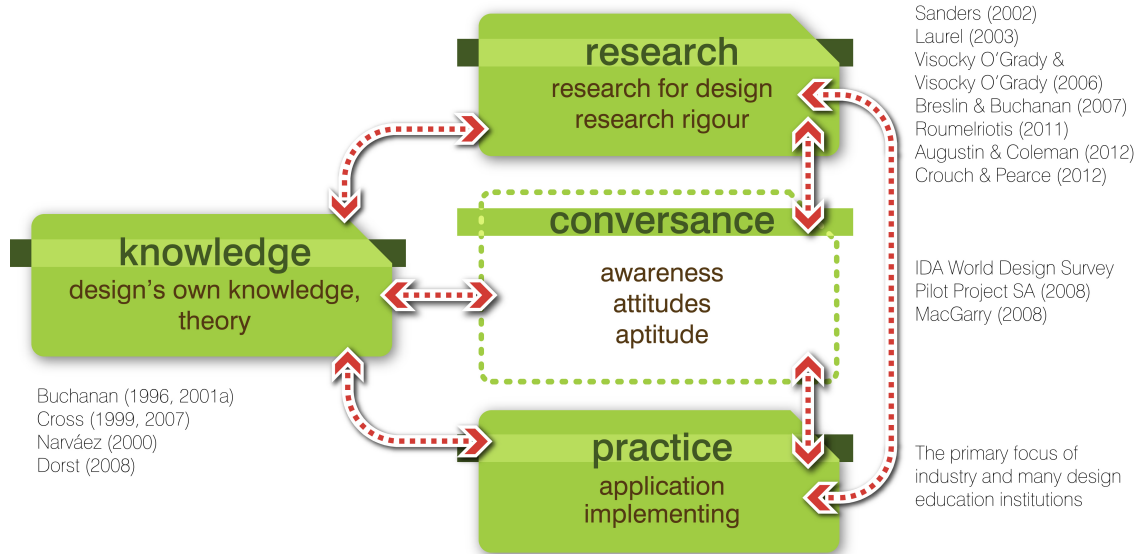 research
research for design
research rigour
Sanders (2002)
Laurel (2003)
Visocky O’Grady &
Visocky O’Grady (2006)
Breslin & Buchanan (2007)
Roumelriotis (2011)
Augustin & Coleman (2012)
Crouch & Pearce (2012)
knowledge
design’s own knowledge,
theory
Buchanan (1996, 2001a)
Cross (1999, 2007)
Narváez (2000)
Dorst (2008)
conversance
awareness
attitudes
aptitude
IDA World Design Survey
Pilot Project SA (2008)
MacGarry (2008)
practice
application
implementing
The primary focus of
industry and many design
education institutions